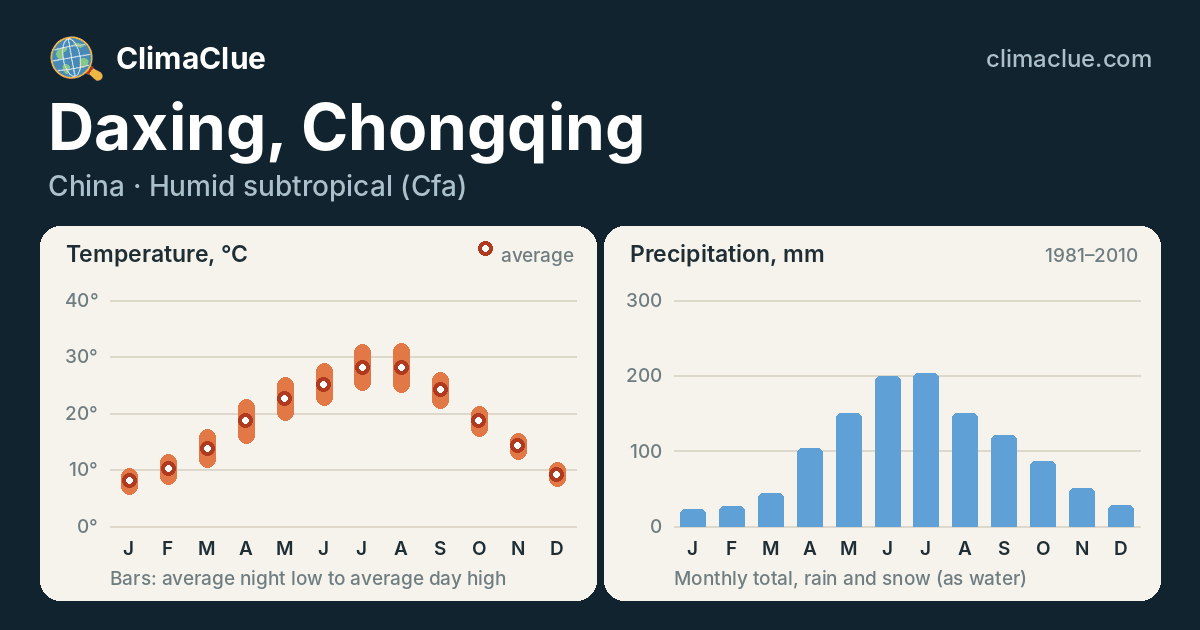 ClimaClue
climaclue.com
Daxing, Chongqing
China · Humid subtropical (Cfa)
Temperature, °C
average
40°
30°
20°
10°
0°
J F M A M J J A S O N D
Bars: average night low to average day high
Precipitation, mm
1981–2010
300
200
100
0
J F M A M J J A S O N D
Monthly total, rain and snow (as water)